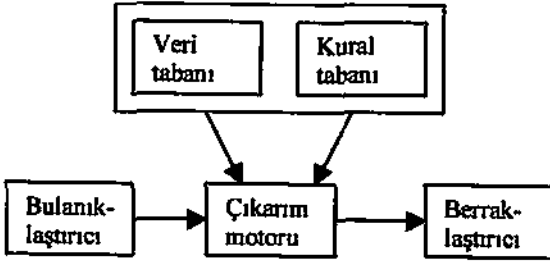 Veri
tabanı
Kural
tabanı
Bulanık-
laştırıcı
Çıkarım
motoru
Berrak-
laştırıcı